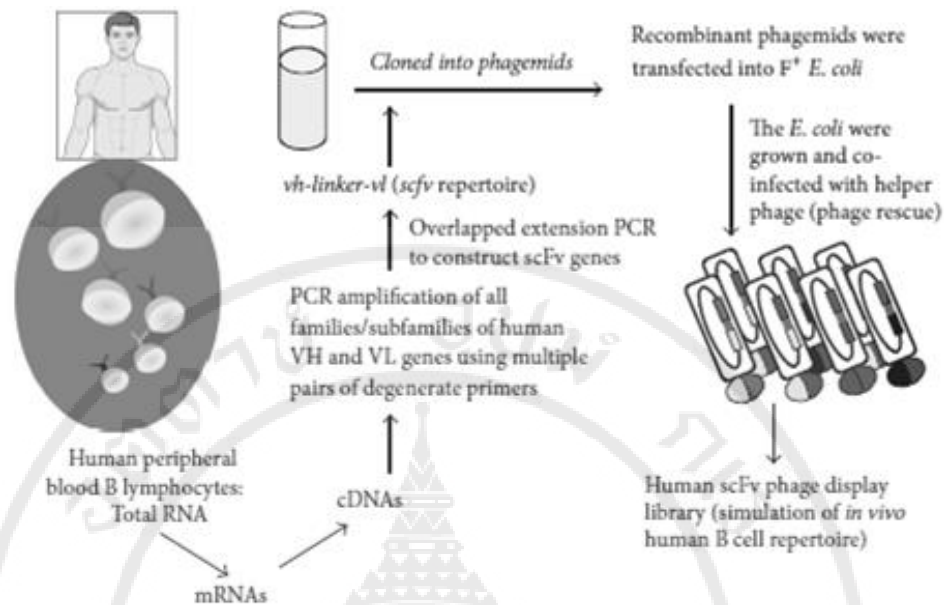 Human peripheral
blood B lymphocytes:
Total RNA
mRNAs
cDNAs
PCR amplification of all
families/subfamilies of human
VH and VL genes using multiple
pairs of degenerate primers
Overlapped extension PCR
to construct scFv genes
vh-linker-vl (scfv repertoire)
Cloned into phagemids
Recombinant phagemids were
transfected into F⁺ E. coli
The E. coli were
grown and co-
infected with helper
phage (phage rescue)
Human scFv phage display
library (simulation of in vivo
human B cell repertoire)